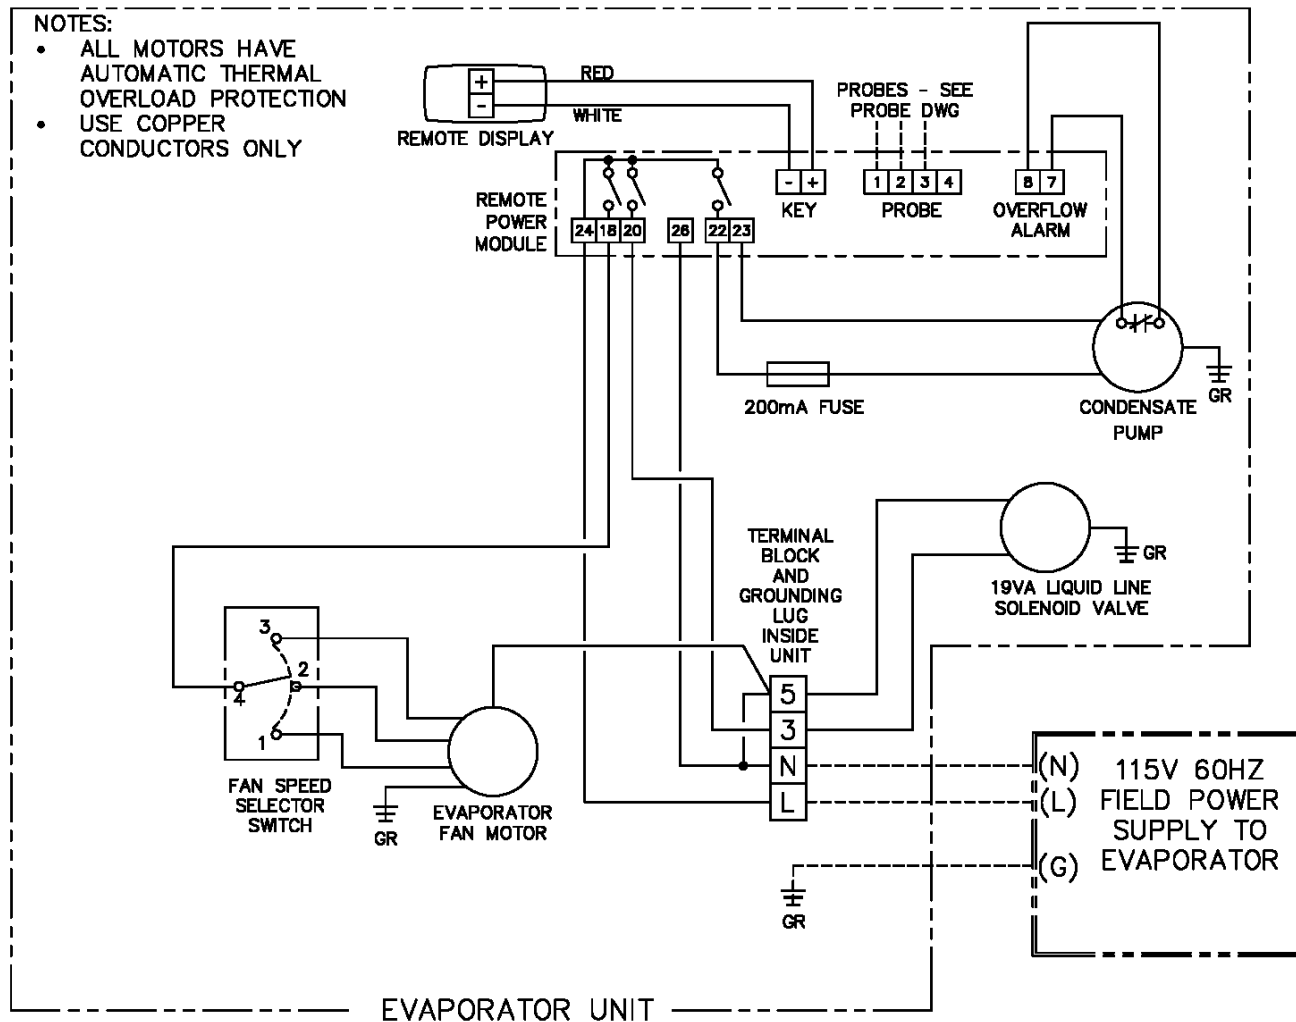 NOTES:
• ALL MOTORS HAVE
AUTOMATIC THERMAL
OVERLOAD PROTECTION
• USE COPPER
CONDUCTORS ONLY
+
-
REMOTE DISPLAY
RED
WHITE
PROBES - SEE
PROBE DWG
REMOTE
POWER
MODULE
24 18 20 26 22 23
- +
KEY
1 2 3 4
PROBE
8 7
OVERFLOW
ALARM
200mA FUSE
CONDENSATE
PUMP
GR
TERMINAL
BLOCK
AND
GROUNDING
LUG
INSIDE
UNIT
19VA LIQUID LINE
SOLENOID VALVE
GR
3
2
4
1
FAN SPEED
SELECTOR
SWITCH
GR
EVAPORATOR
FAN MOTOR
5
3
N
L
GR
(N)
(L)
(G)
115V 60HZ
FIELD POWER
SUPPLY TO
EVAPORATOR
EVAPORATOR UNIT